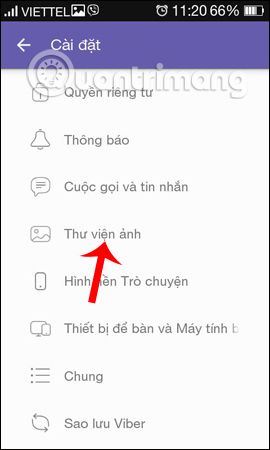 VIETTEL 11:20 66%
Cài đặt
Quantrimang
Quyền riêng tư
Thông báo
Cuộc gọi và tin nhắn
Thư viện ảnh
Hình nền Trò chuyện
Thiết bị để bàn và Máy tính b
Chung
Sao lưu Viber